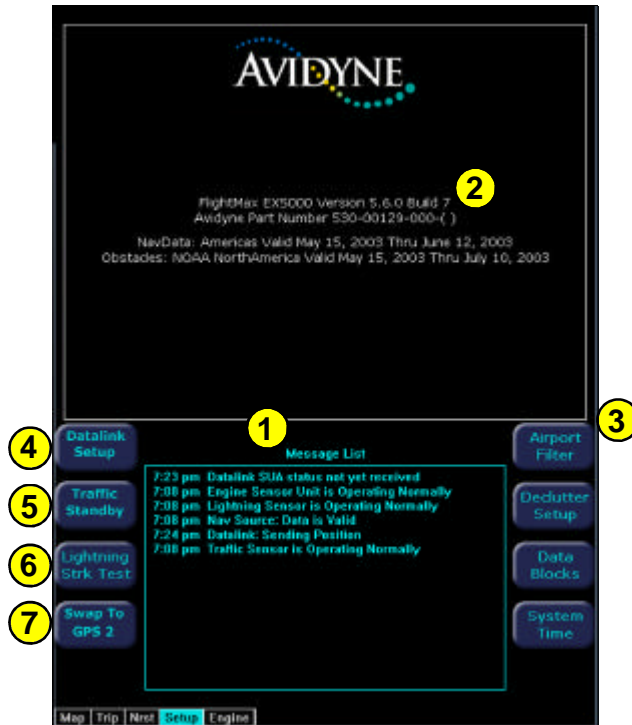 AVIDYNE
2
FlightMax EX5000 Version 5.6.0 Build 7
Avidyne Part Number 530-00129-000-( )
NavData: Americas Valid May 15, 2003 Thru June 12, 2003
Obstacles: NOAA NorthAmerica Valid May 15, 2003 Thru July 10, 2003
1
3
4
Datalink
Setup
Message List
Airport
Filter
7:23 pm Datalink SUA status not yet received
7:08 pm Engine Sensor Unit is Operating Normally
7:08 pm Lightning Sensor is Operating Normally
7:08 pm Nav Source: Data is Valid
7:24 pm Datalink: Sending Position
7:08 pm Traffic Sensor is Operating Normally
5
Traffic
Standby
Declutter
Setup
6
Lightning
Strk Test
Data
Blocks
7
Swap To
GPS 2
System
Time
Map Trip Nrst Setup Engine